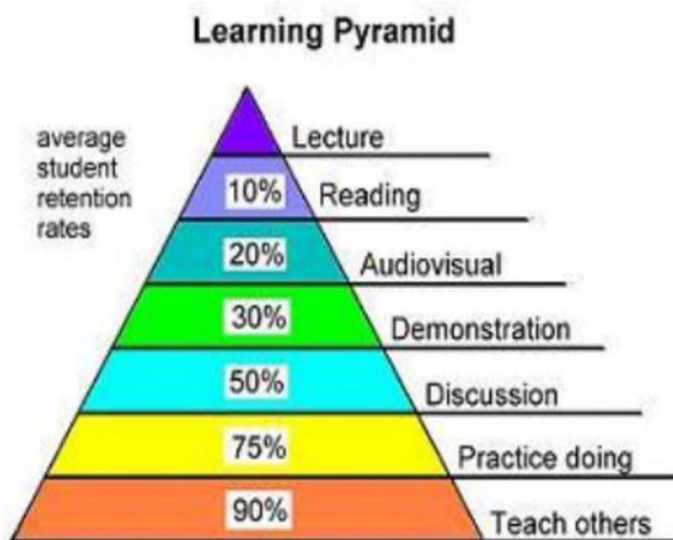 Learning Pyramid
average
student
retention
rates
Lecture
10% Reading
20% Audiovisual
30% Demonstration
50% Discussion
75% Practice doing
90% Teach others